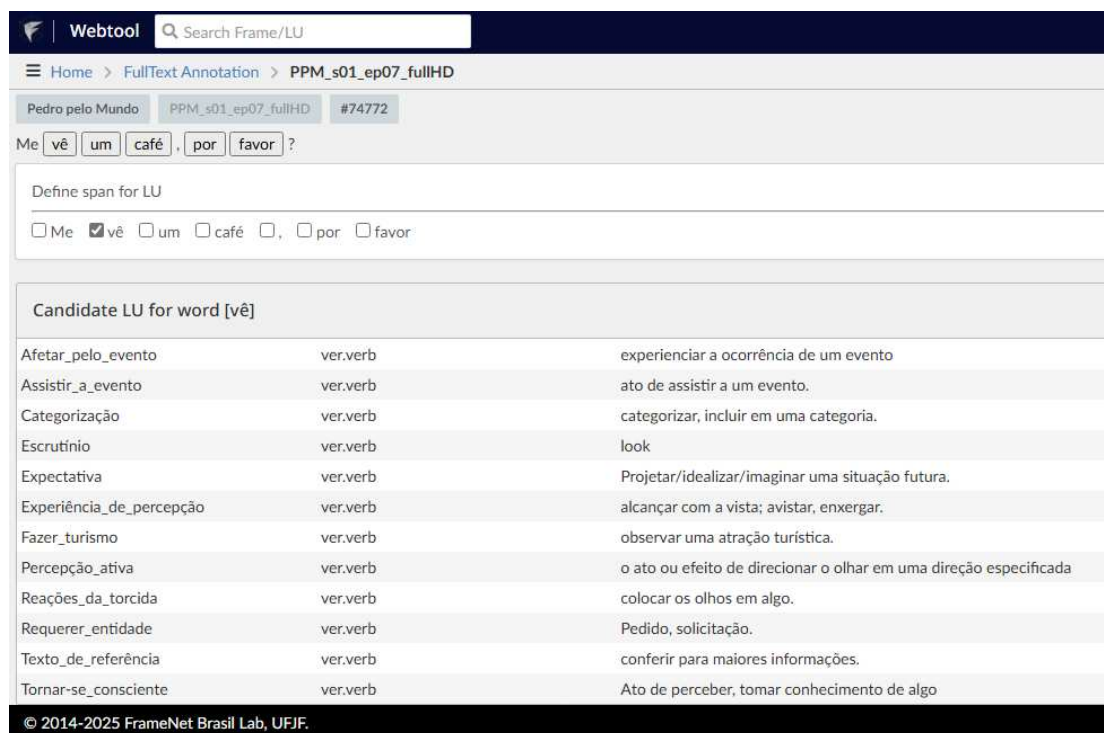 Webtool Search Frame/LU
Home > FullText Annotation > PPM_s01_ep07_fullHD
Pedro pelo Mundo PPM_s01_ep07_fullHD #74772
Me vê um café , por favor ?
Define span for LU
Me vê um café , por favor
Candidate LU for word [vê]
Afetar_pelo_evento ver.verb experienciar a ocorrência de um evento
Assistir_a_evento ver.verb ato de assistir a um evento.
Categorização ver.verb categorizar, incluir em uma categoria.
Escrutínio ver.verb look
Expectativa ver.verb Projetar/idealizar/imaginar uma situação futura.
Experiência_de_percepção ver.verb alcançar com a vista; avistar, enxergar.
Fazer_turismo ver.verb observar uma atração turística.
Percepção_ativa ver.verb o ato ou efeito de direcionar o olhar em uma direção especificada
Reações_da_torcida ver.verb colocar os olhos em algo.
Requerer_entidade ver.verb Pedido, solicitação.
Texto_de_referência ver.verb conferir para maiores informações.
Tornar-se_consciente ver.verb Ato de perceber, tomar conhecimento de algo
© 2014-2025 FrameNet Brasil Lab, UFJF.